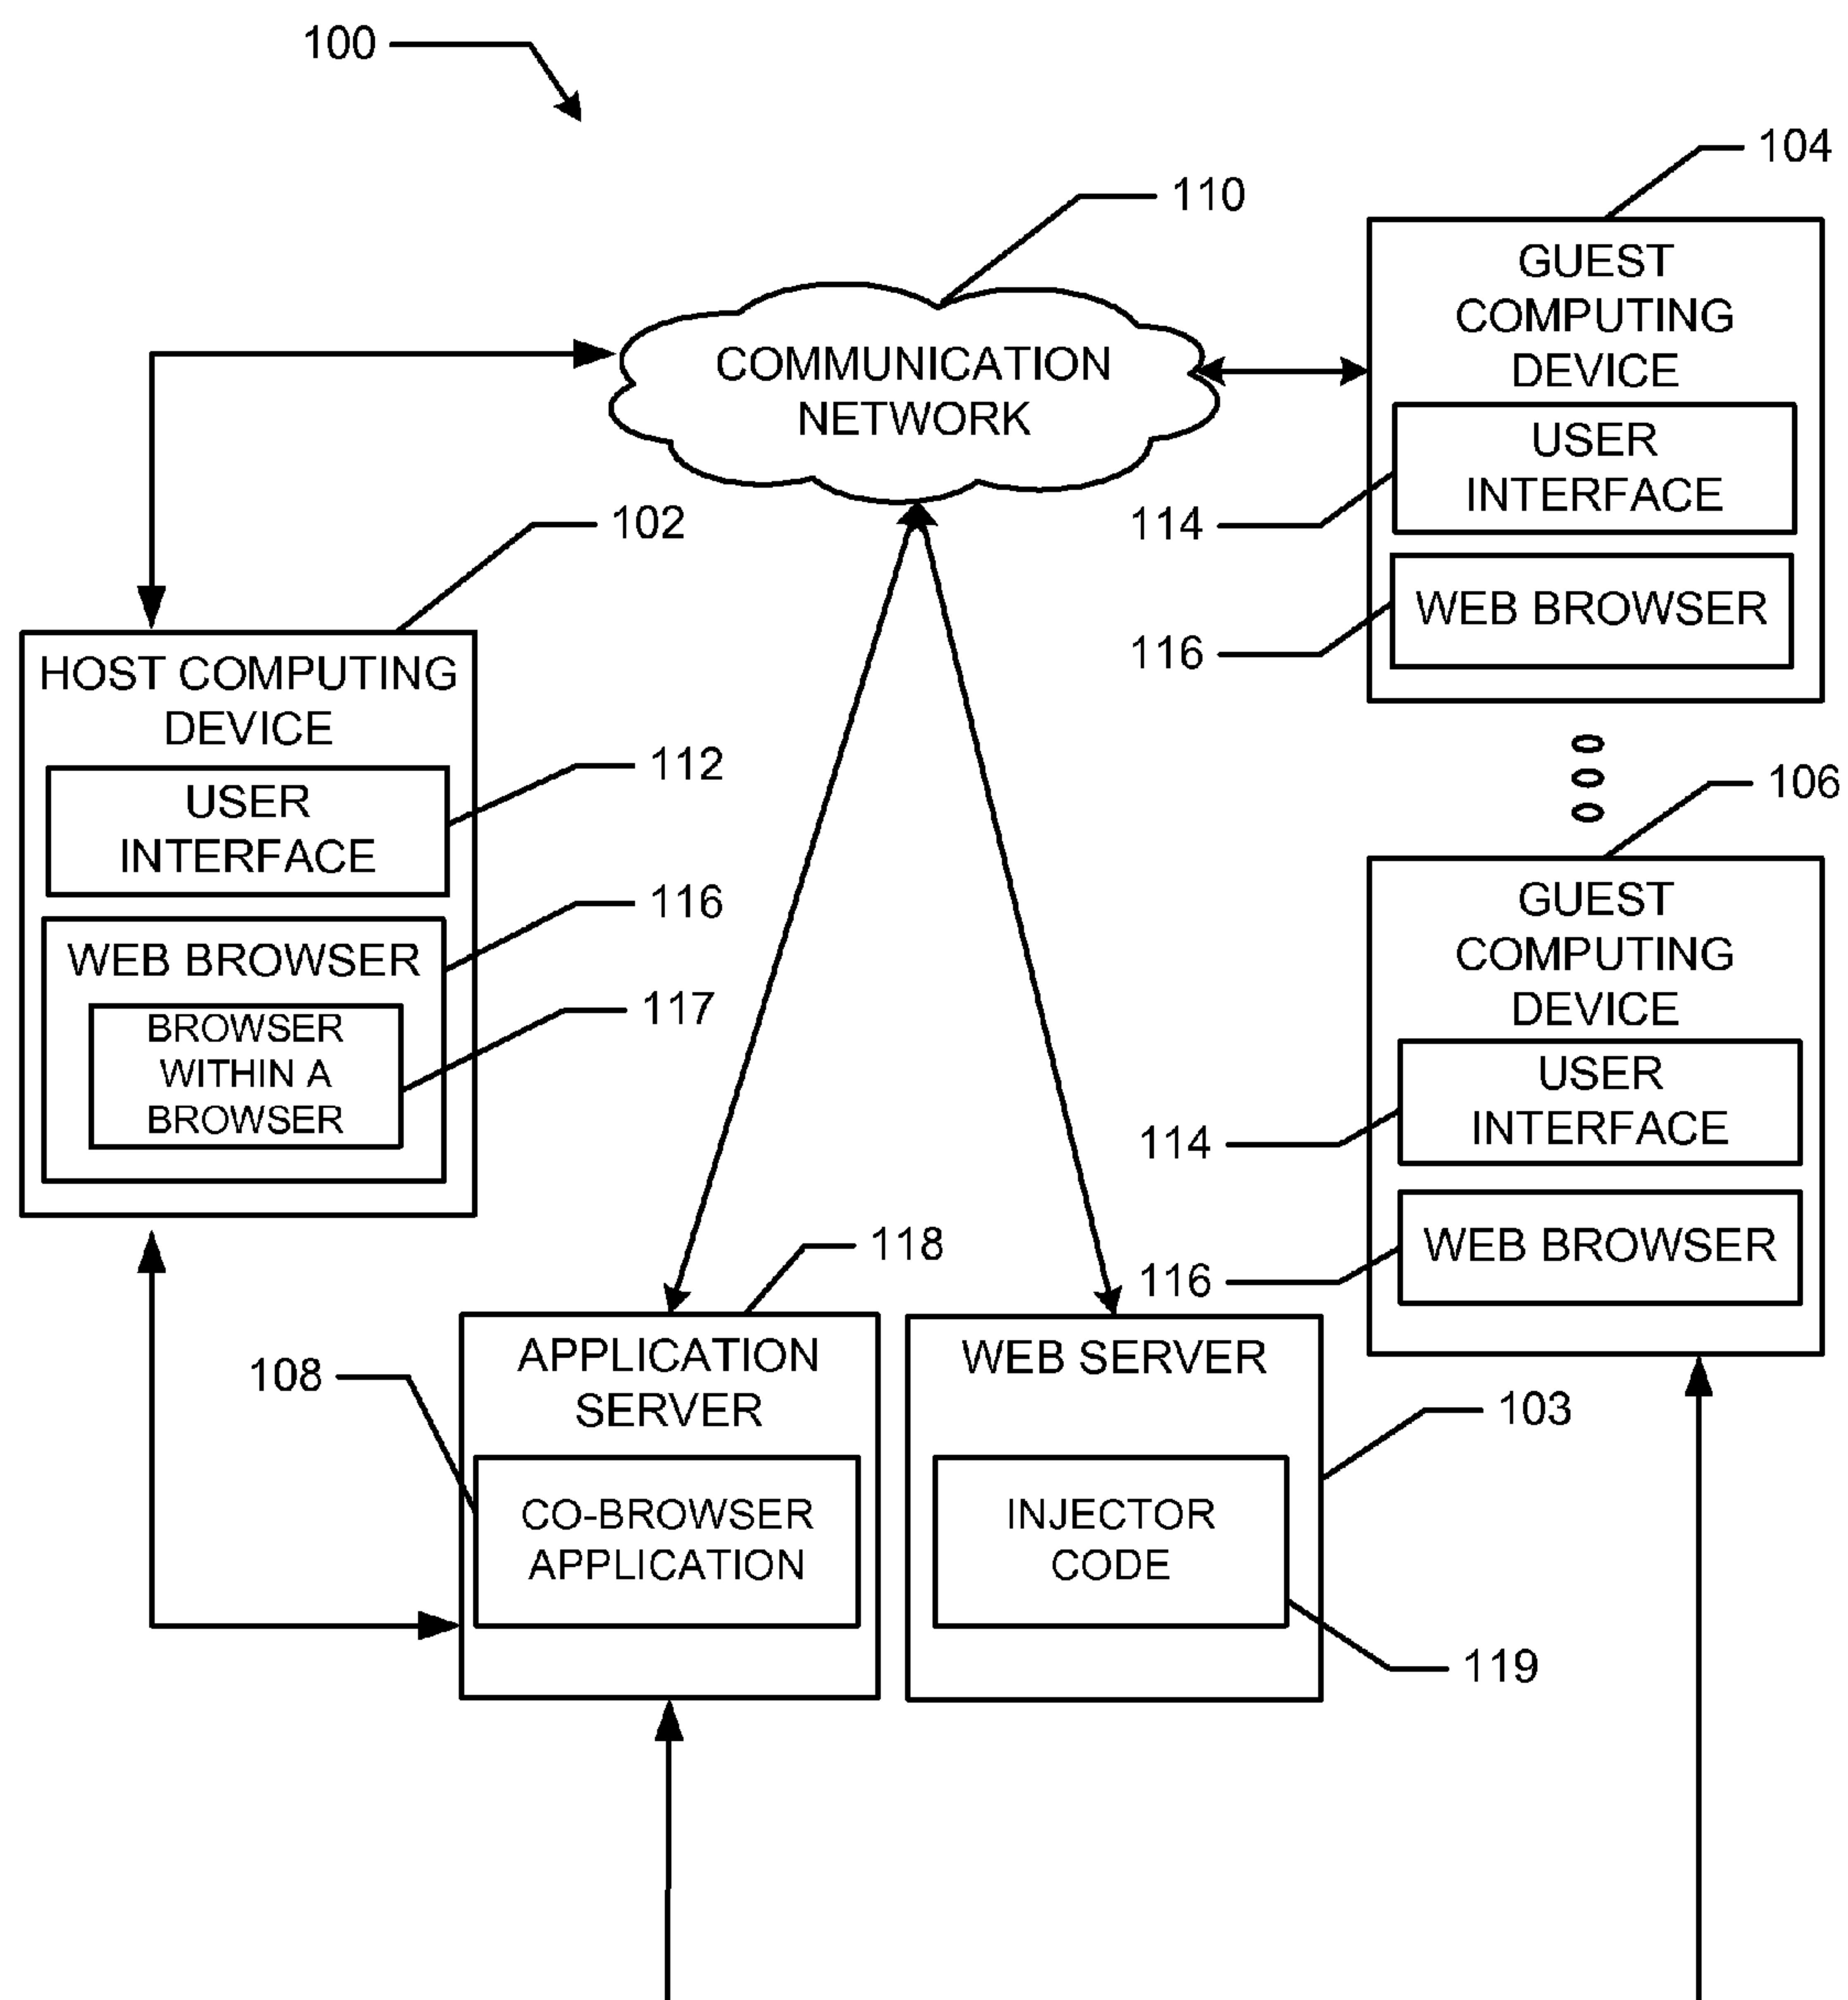 100
104
110
GUEST
COMPUTING
DEVICE
COMMUNICATION
NETWORK
USER
INTERFACE
114
WEB BROWSER
116
102
HOST COMPUTING
DEVICE
112
USER
INTERFACE
116
WEB BROWSER
117
BROWSER
WITHIN A
BROWSER
106
GUEST
COMPUTING
DEVICE
USER
INTERFACE
114
WEB BROWSER
116
118
APPLICATION
SERVER
108
CO-BROWSER
APPLICATION
WEB SERVER
103
INJECTOR
CODE
119